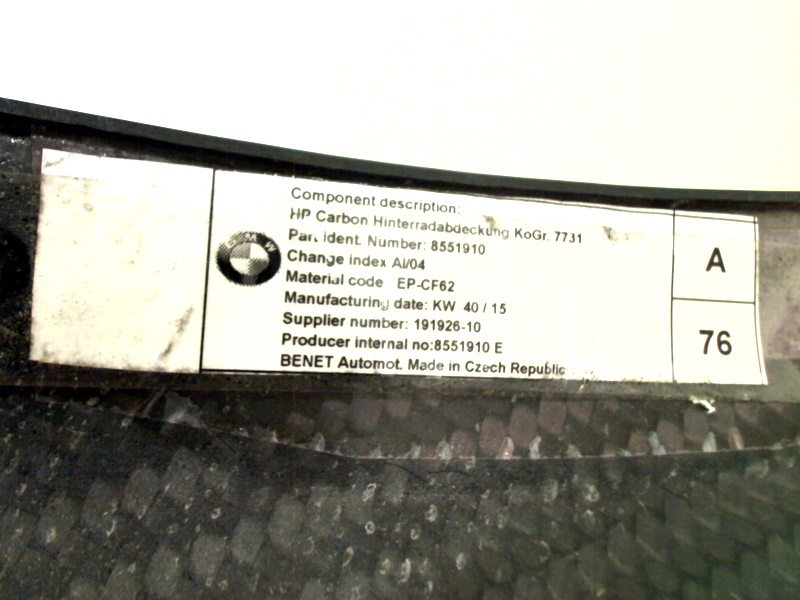 Component description:
HP Carbon Hinterradabdeckung KoGr. 7731
Part ident. Number: 8551910
Change index AI/04
Material code EP-CF62
Manufacturing date: KW 40 / 15
Supplier number: 191926-10
Producer internal no:8551910 E
BENET Automot. Made in Czech Republic
BMW
A
76